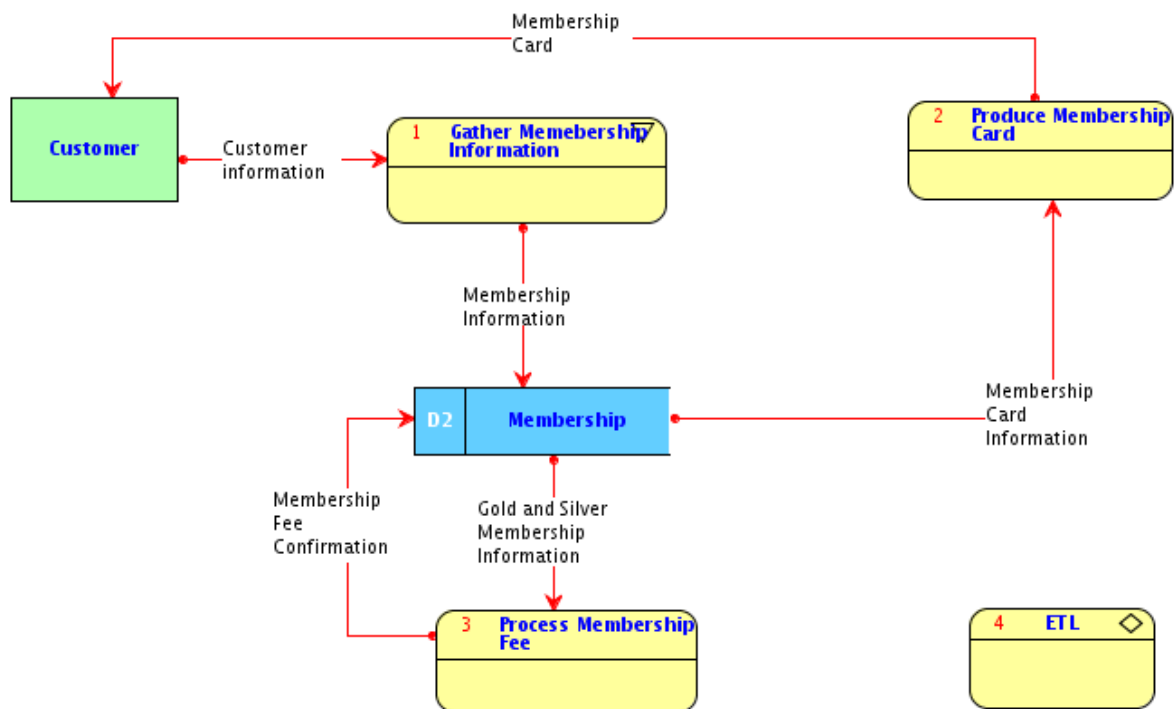 Membership
Card
1 Gather Memebership
Information
2 Produce Membership
Card
Customer
Customer
information
Membership
Information
Membership
Card
Information
D2 Membership
Membership
Fee
Confirmation
Gold and Silver
Membership
Information
3 Process Membership
Fee
4 ETL